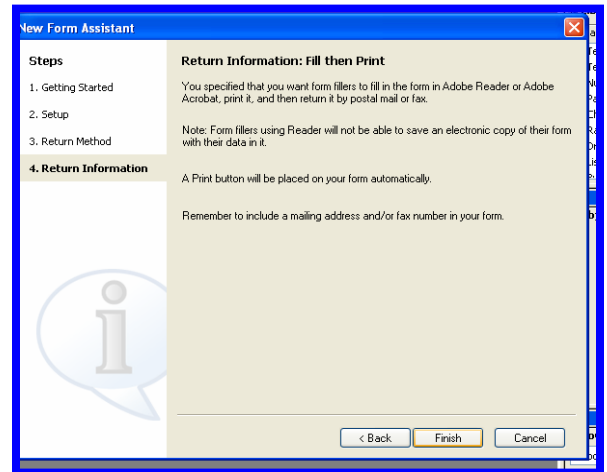 New Form Assistant
Steps
1. Getting Started
2. Setup
3. Return Method
4. Return Information
Return Information: Fill then Print
You specified that you want form fillers to fill in the form in Adobe Reader or Adobe
Acrobat, print it, and then return it by postal mail or fax.
Note: Form fillers using Reader will not be able to save an electronic copy of their form
with their data in it.
A Print button will be placed on your form automatically.
Remember to include a mailing address and/or fax number in your form.
< Back
Finish
Cancel